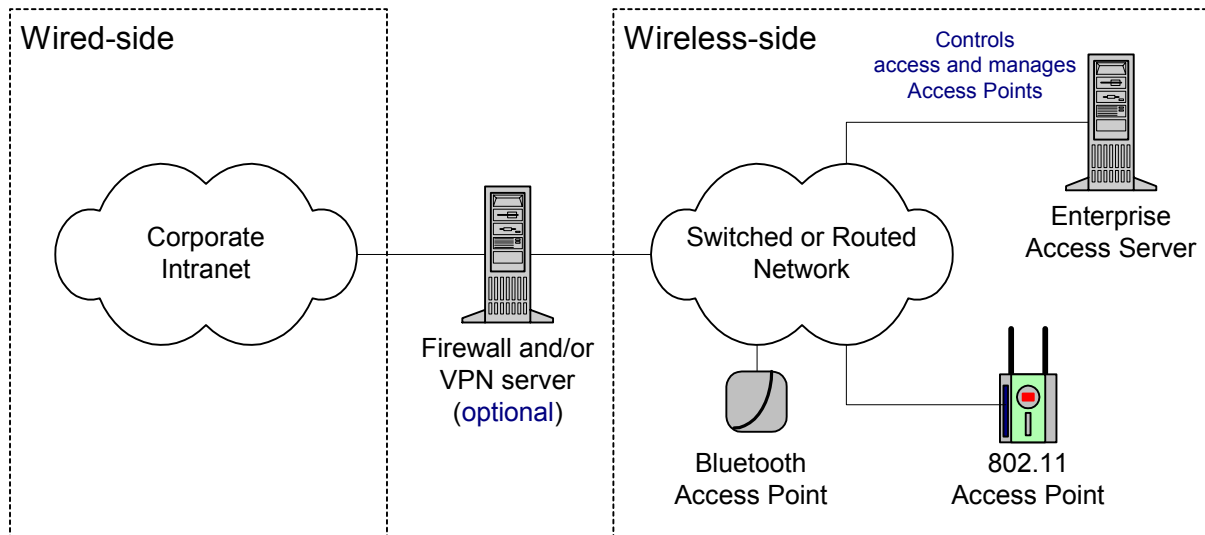 Wired-side
Wireless-side
Controls
access and manages
Access Points
Corporate
Intranet
Switched or Routed
Network
Enterprise
Access Server
Firewall and/or
VPN server
(optional)
Bluetooth
Access Point
802.11
Access Point